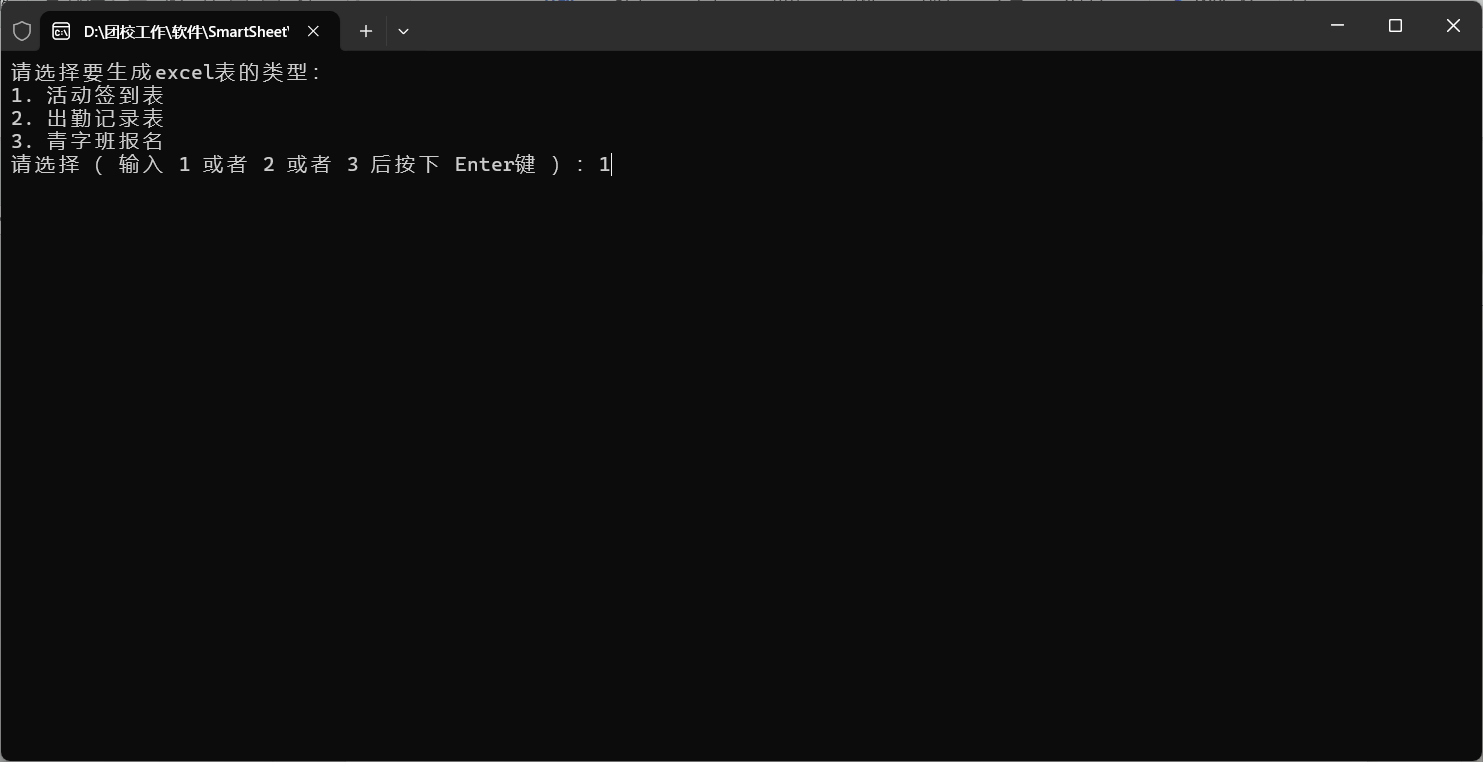 D:\团校工作\软件\SmartSheet\
请选择要生成excel表的类型：
1. 活动签到表
2. 出勤记录表
3. 青字班报名
请选择 ( 输入 1 或者 2 或者 3 后按下 Enter键 ) : 1